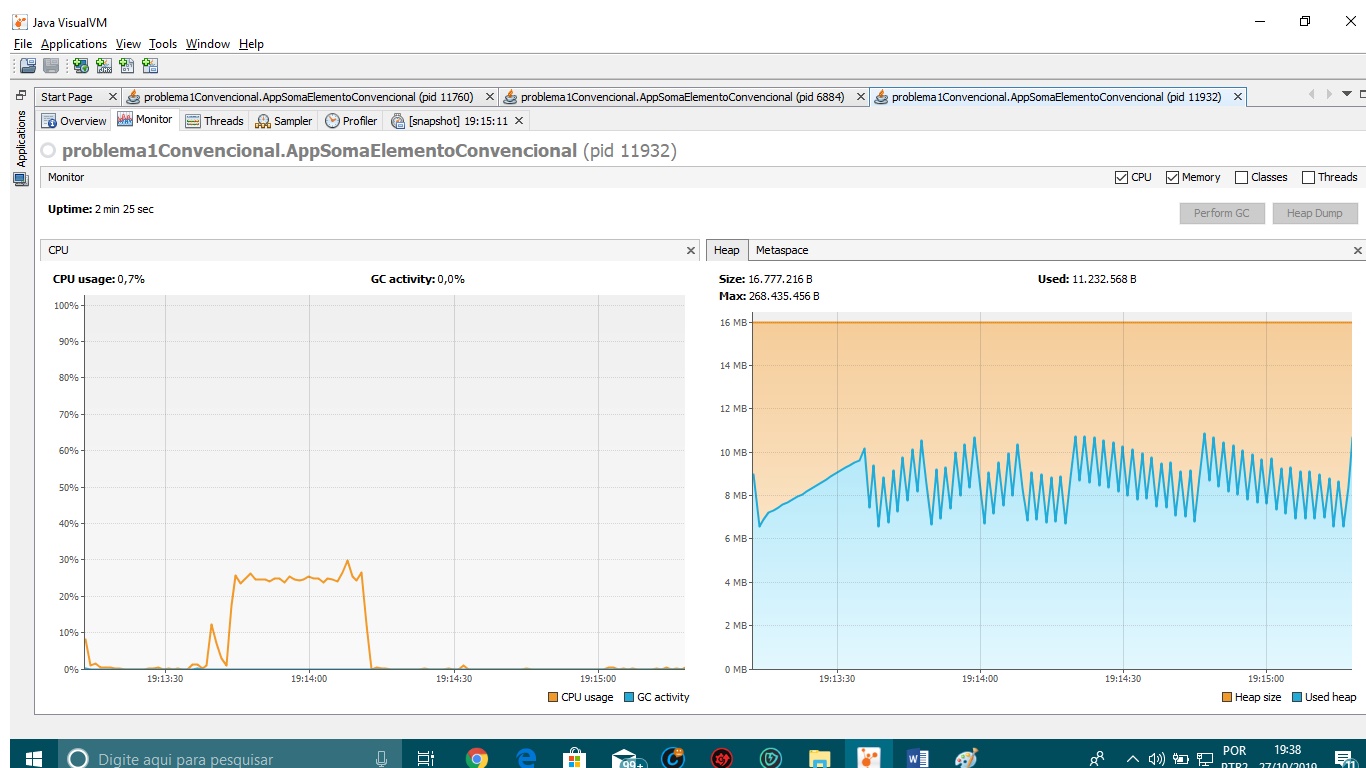 Java VisualVM
File Applications View Tools Window Help
Start Page problema1Convencional.AppSomaElementoConvencional (pid 11760) problema1Convencional.AppSomaElementoConvencional (pid 6884) problema1Convencional.AppSomaElementoConvencional (pid 11932)
Applications
Overview Monitor Threads Sampler Profiler [snapshot] 19:15:11
problema1Convencional.AppSomaElementoConvencional (pid 11932)
Monitor CPU Memory Classes Threads
Uptime: 2 min 25 sec
Perform GC Heap Dump
CPU
CPU usage: 0,7% GC activity: 0,0%
100%
90%
80%
70%
60%
50%
40%
30%
20%
10%
0%
19:13:30 19:14:00 19:14:30 19:15:00
CPU usage GC activity
Heap Metaspace
Size: 16.777.216 B Used: 11.232.568 B
Max: 268.435.456 B
16 MB
14 MB
12 MB
10 MB
8 MB
6 MB
4 MB
2 MB
0 MB
19:13:30 19:14:00 19:14:30 19:15:00
Heap size Used heap
Digite aqui para pesquisar
99+
POR
PTB2
19:38
27/10/2019
11